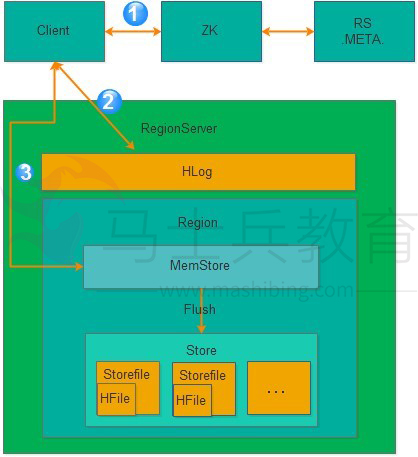 Client
1
ZK
RS
.META.
2
RegionServer
3
HLog
Region
马士兵教育
MemStore
www.mashibing.com
Flush
Store
Storefile
HFile
Storefile
HFile
...